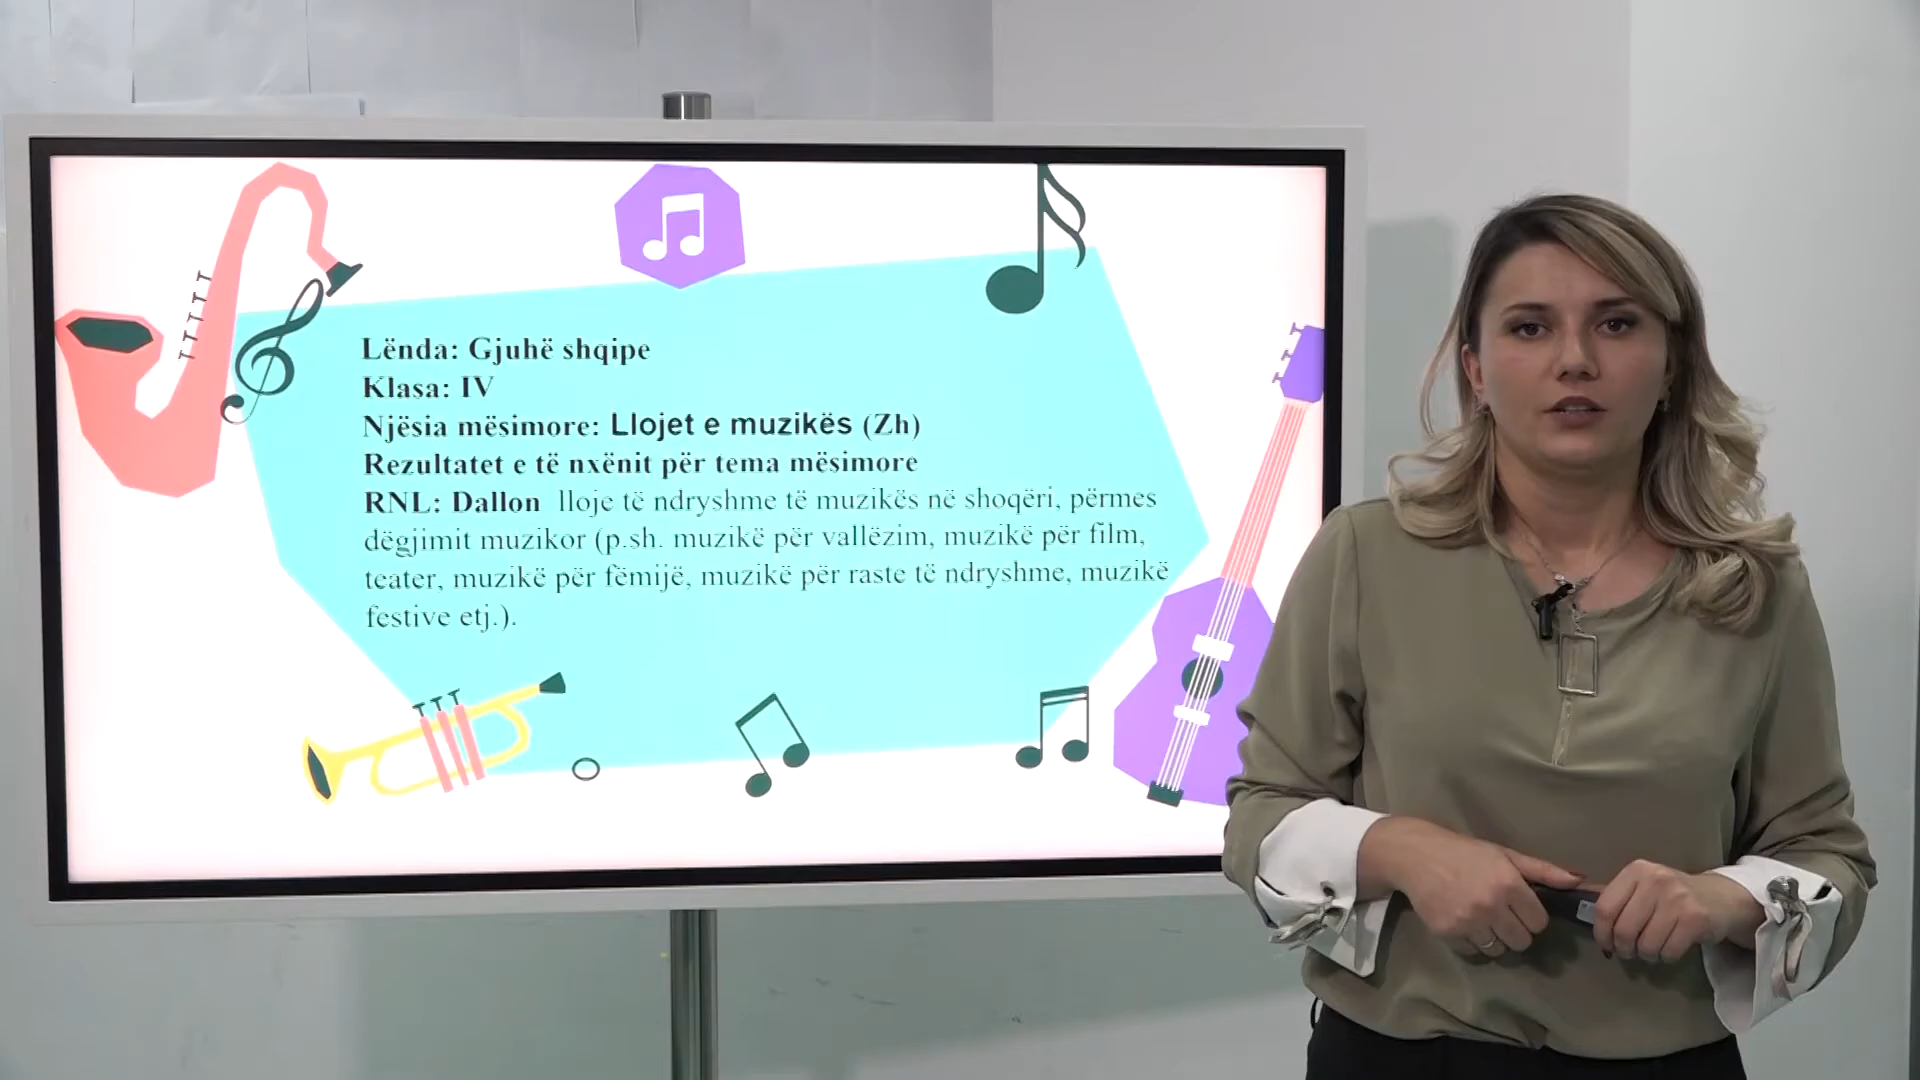 Lënda: Gjuhë shqipe
Klasa: IV
Njësia mësimore: Llojet e muzikës (Zh)
Rezultatet e të nxënit për tema mësimore
RNL: Dallon lloje të ndryshme të muzikës në shoqëri, përmes
dëgjimit muzikor (p.sh. muzikë për vallëzim, muzikë për film,
teater, muzikë për fëmijë, muzikë për raste të ndryshme, muzikë
festive etj.).